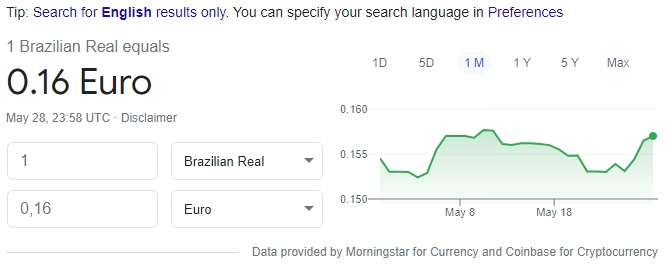 Tip: Search for English results only. You can specify your search language in Preferences
1 Brazilian Real equals
0.16 Euro
May 28, 23:58 UTC · Disclaimer
1 Brazilian Real
0,16 Euro
1D 5D 1 M 1 Y 5 Y Max
0.160
0.155
0.150
May 8 May 18
Data provided by Morningstar for Currency and Coinbase for Cryptocurrency